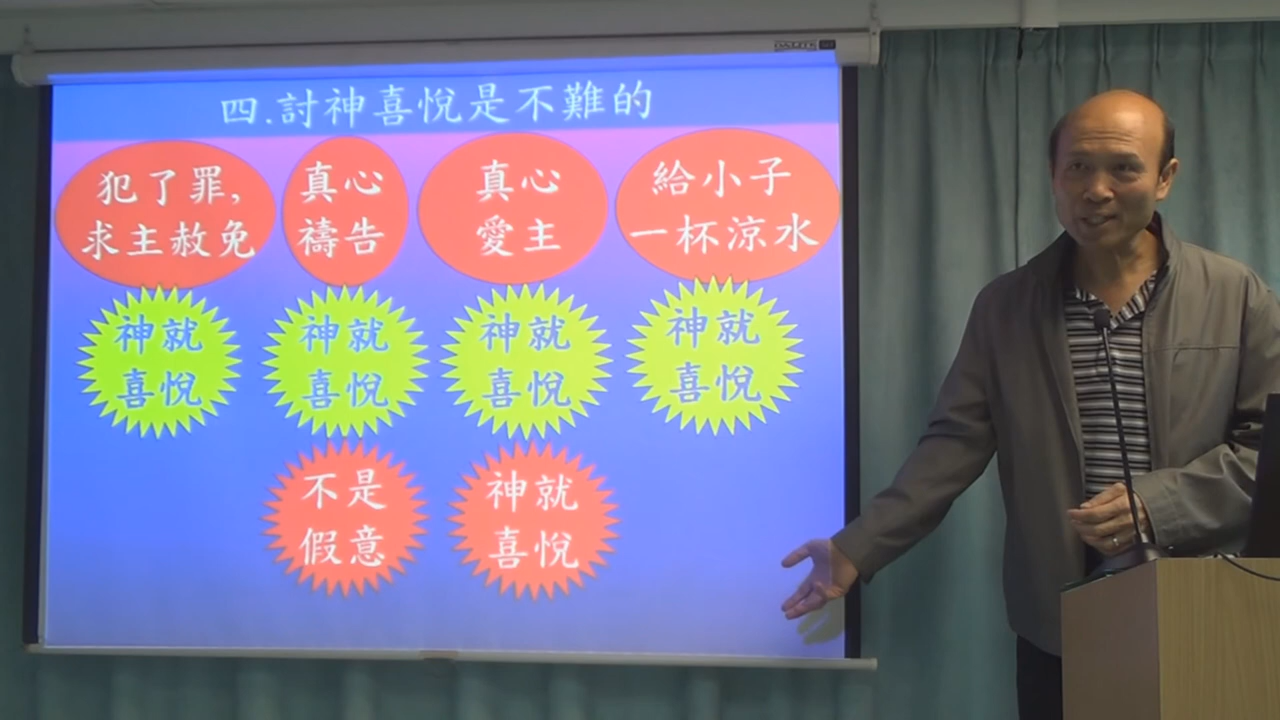 四.討神喜悅是不難的
犯了罪,
求主赦免
真心
禱告
真心
愛主
給小子
一杯涼水
神就
喜悅
神就
喜悅
神就
喜悅
神就
喜悅
不是
假意
神就
喜悅